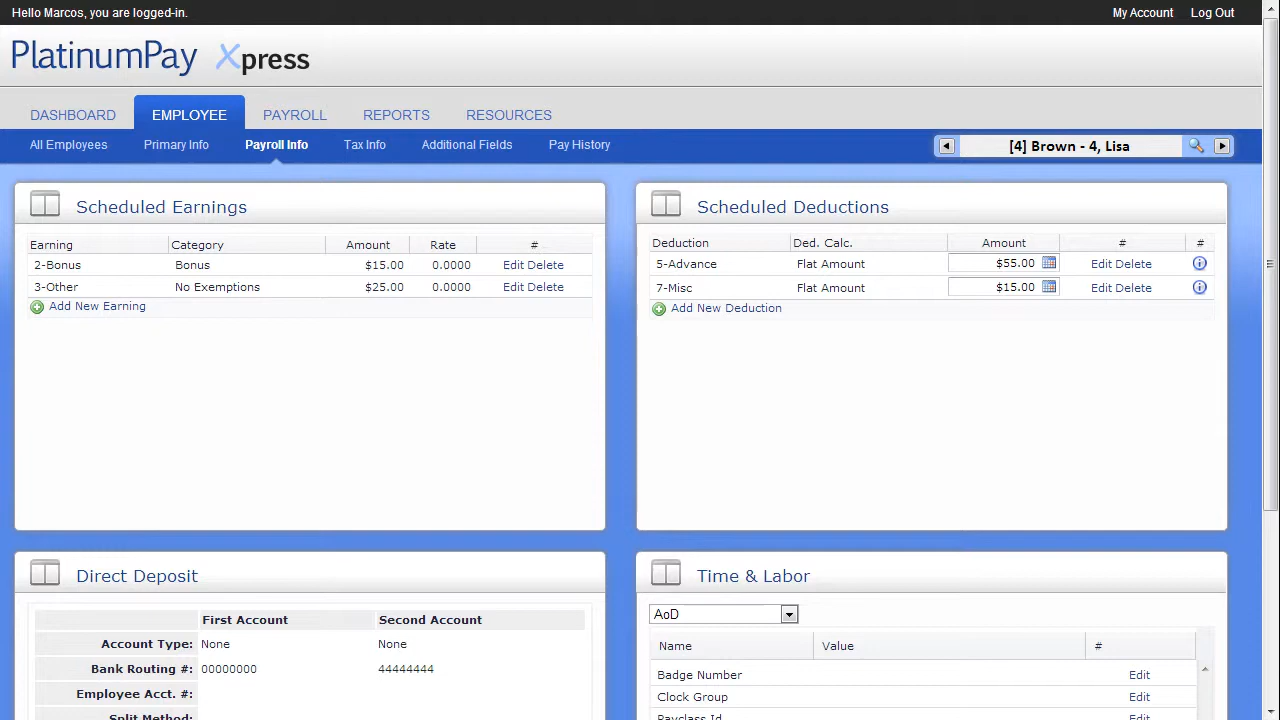 Hello Marcos, you are logged-in. My Account Log Out
PlatinumPay Xpress
DASHBOARD EMPLOYEE PAYROLL REPORTS RESOURCES
All Employees Primary Info Payroll Info Tax Info Additional Fields Pay History [4] Brown - 4, Lisa
Scheduled Earnings
Earning Category Amount Rate #
2-Bonus Bonus $15.00 0.0000 Edit Delete
3-Other No Exemptions $25.00 0.0000 Edit Delete
Add New Earning
Scheduled Deductions
Deduction Ded. Calc. Amount # #
5-Advance Flat Amount $55.00 Edit Delete
7-Misc Flat Amount $15.00 Edit Delete
Add New Deduction
Direct Deposit
First Account Second Account
Account Type: None None
Bank Routing #: 00000000 44444444
Employee Acct. #:
Split Method:
Time & Labor
AoD
Name Value #
Badge Number Edit
Clock Group Edit
Payclass Id Edit